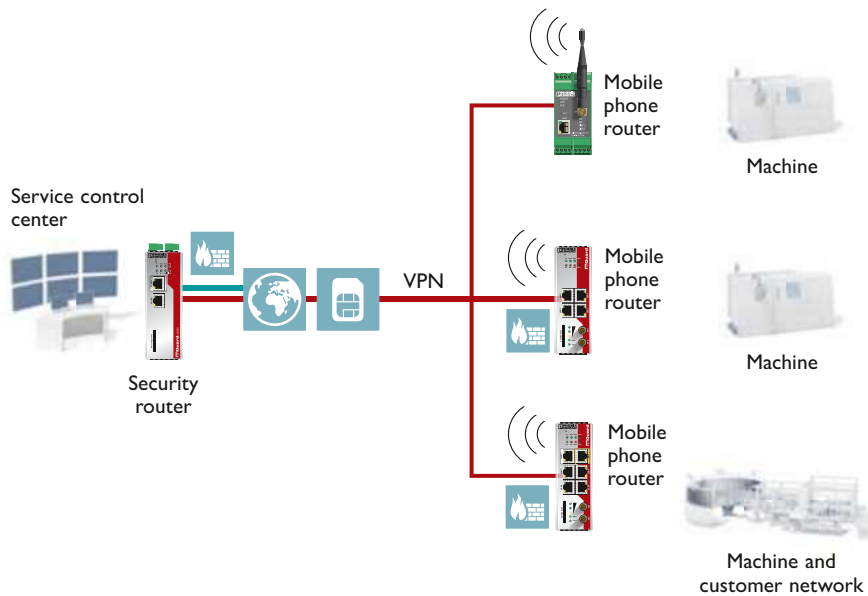 Mobile
phone
router
Machine
Service control
center
VPN
Security
router
Mobile
phone
router
Machine
Mobile
phone
router
Machine and
customer network